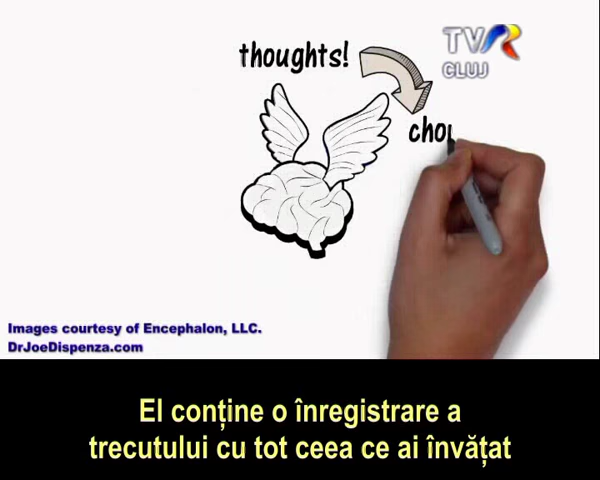 thoughts!
TVR
CLUJ
Images courtesy of Encephalon, LLC.
DrJoeDispenza.com
El conține o înregistrare a
trecutului cu tot ceea ce ai învățat